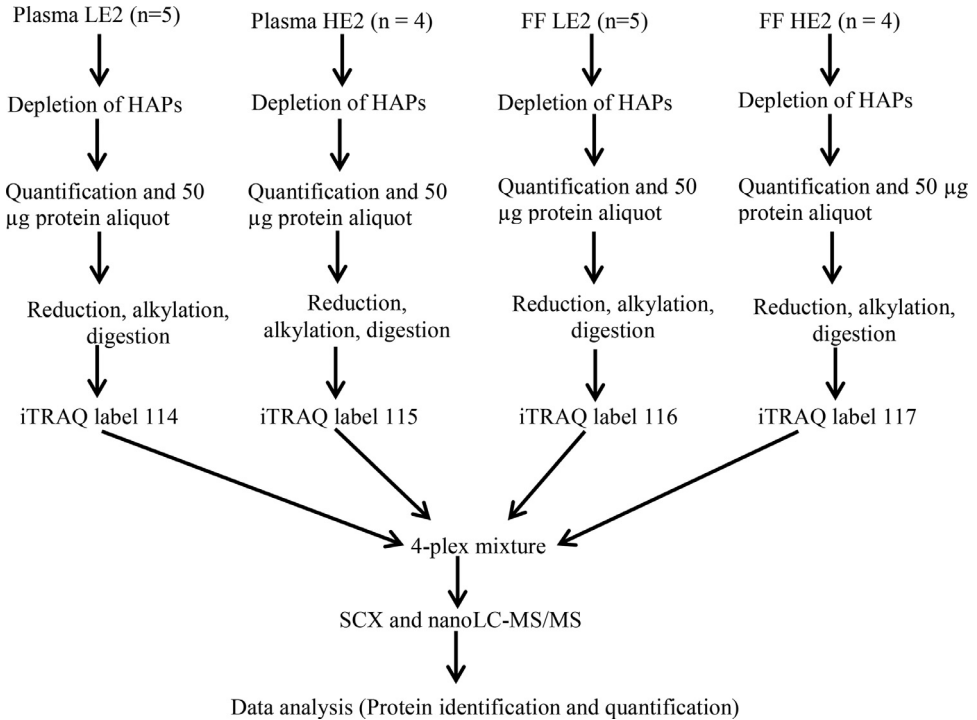 Plasma LE2 (n=5)
Plasma HE2 (n = 4)
FF LE2 (n=5)
FF HE2 (n = 4)
Depletion of HAPs
Depletion of HAPs
Depletion of HAPs
Depletion of HAPs
Quantification and 50
µg protein aliquot
Quantification and 50
µg protein aliquot
Quantification and 50
µg protein aliquot
Quantification and 50 µg
protein aliquot
Reduction, alkylation,
digestion
Reduction,
alkylation, digestion
Reduction, alkylation,
digestion
Reduction, alkylation,
digestion
iTRAQ label 114
iTRAQ label 115
iTRAQ label 116
iTRAQ label 117
4-plex mixture
SCX and nanoLC-MS/MS
Data analysis (Protein identification and quantification)